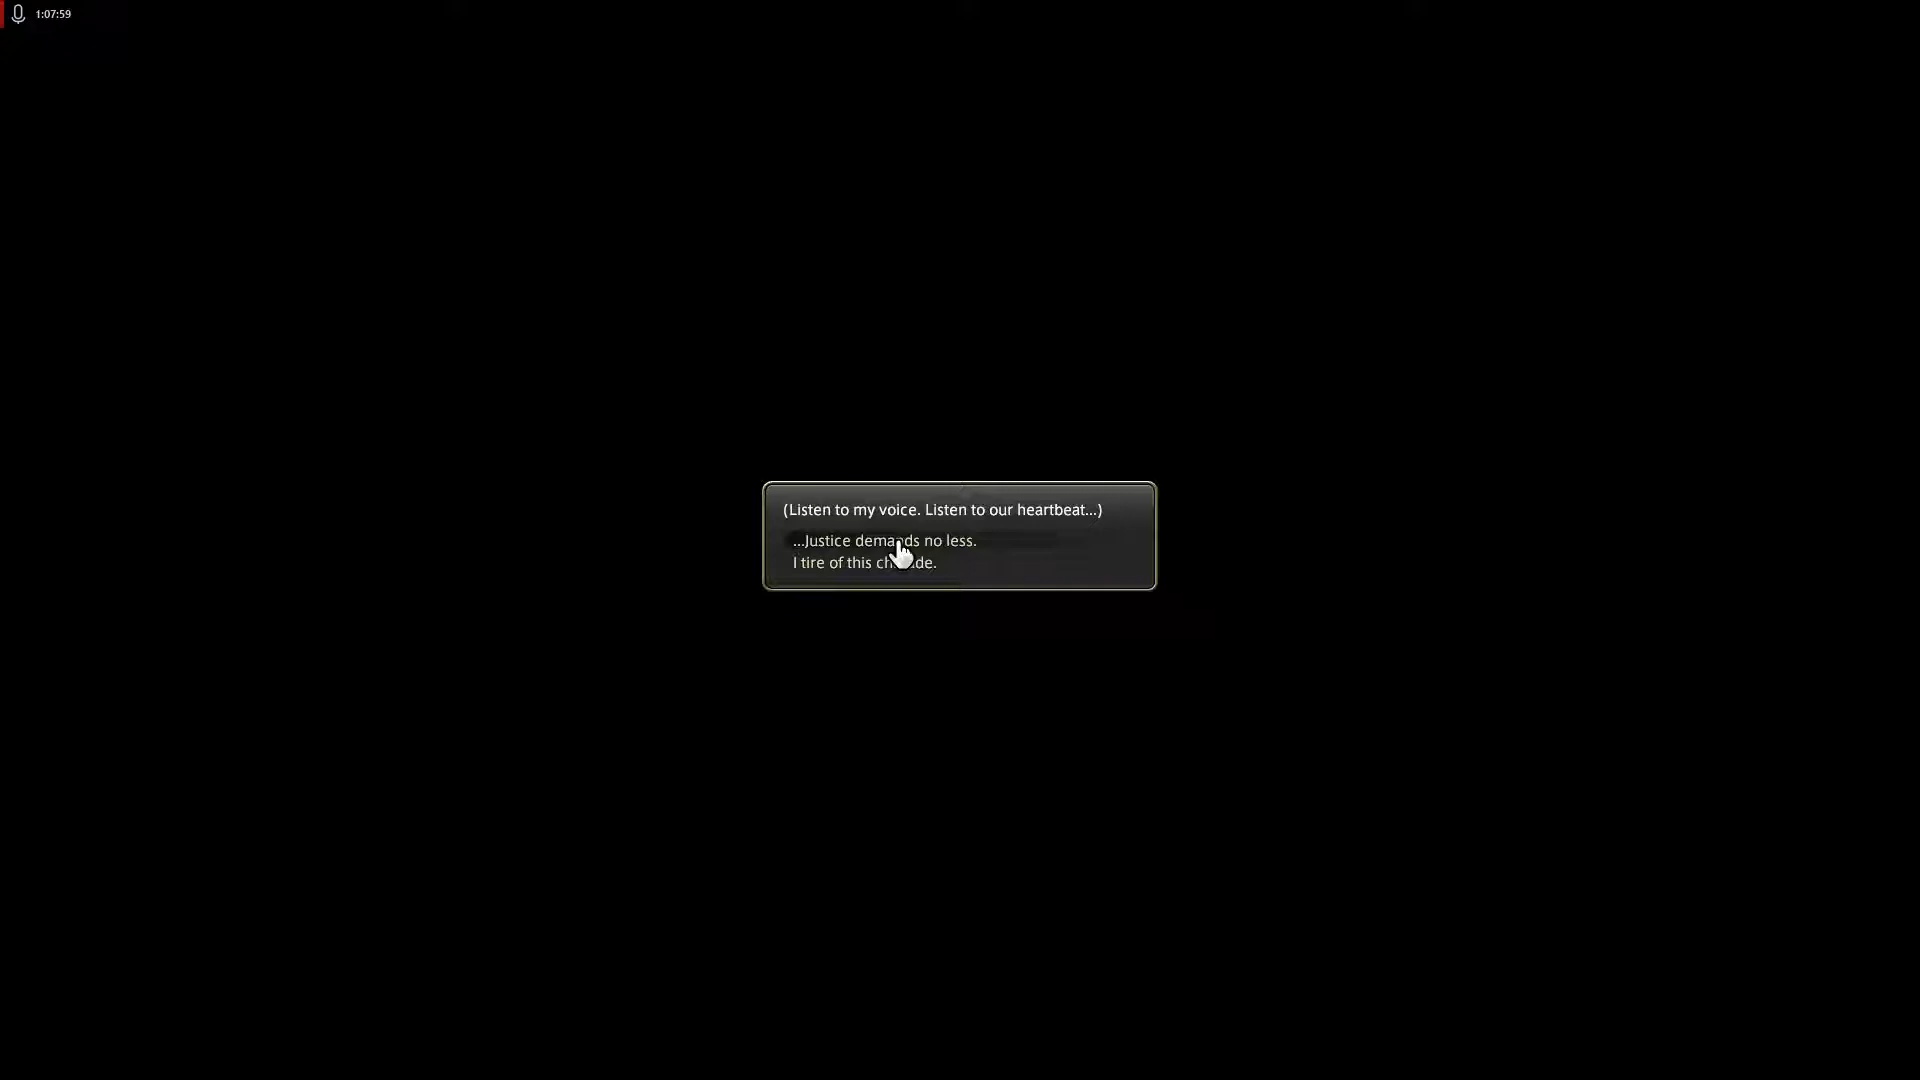 1:07:59
(Listen to my voice. Listen to our heartbeat...)
...Justice demands no less.
I tire of this